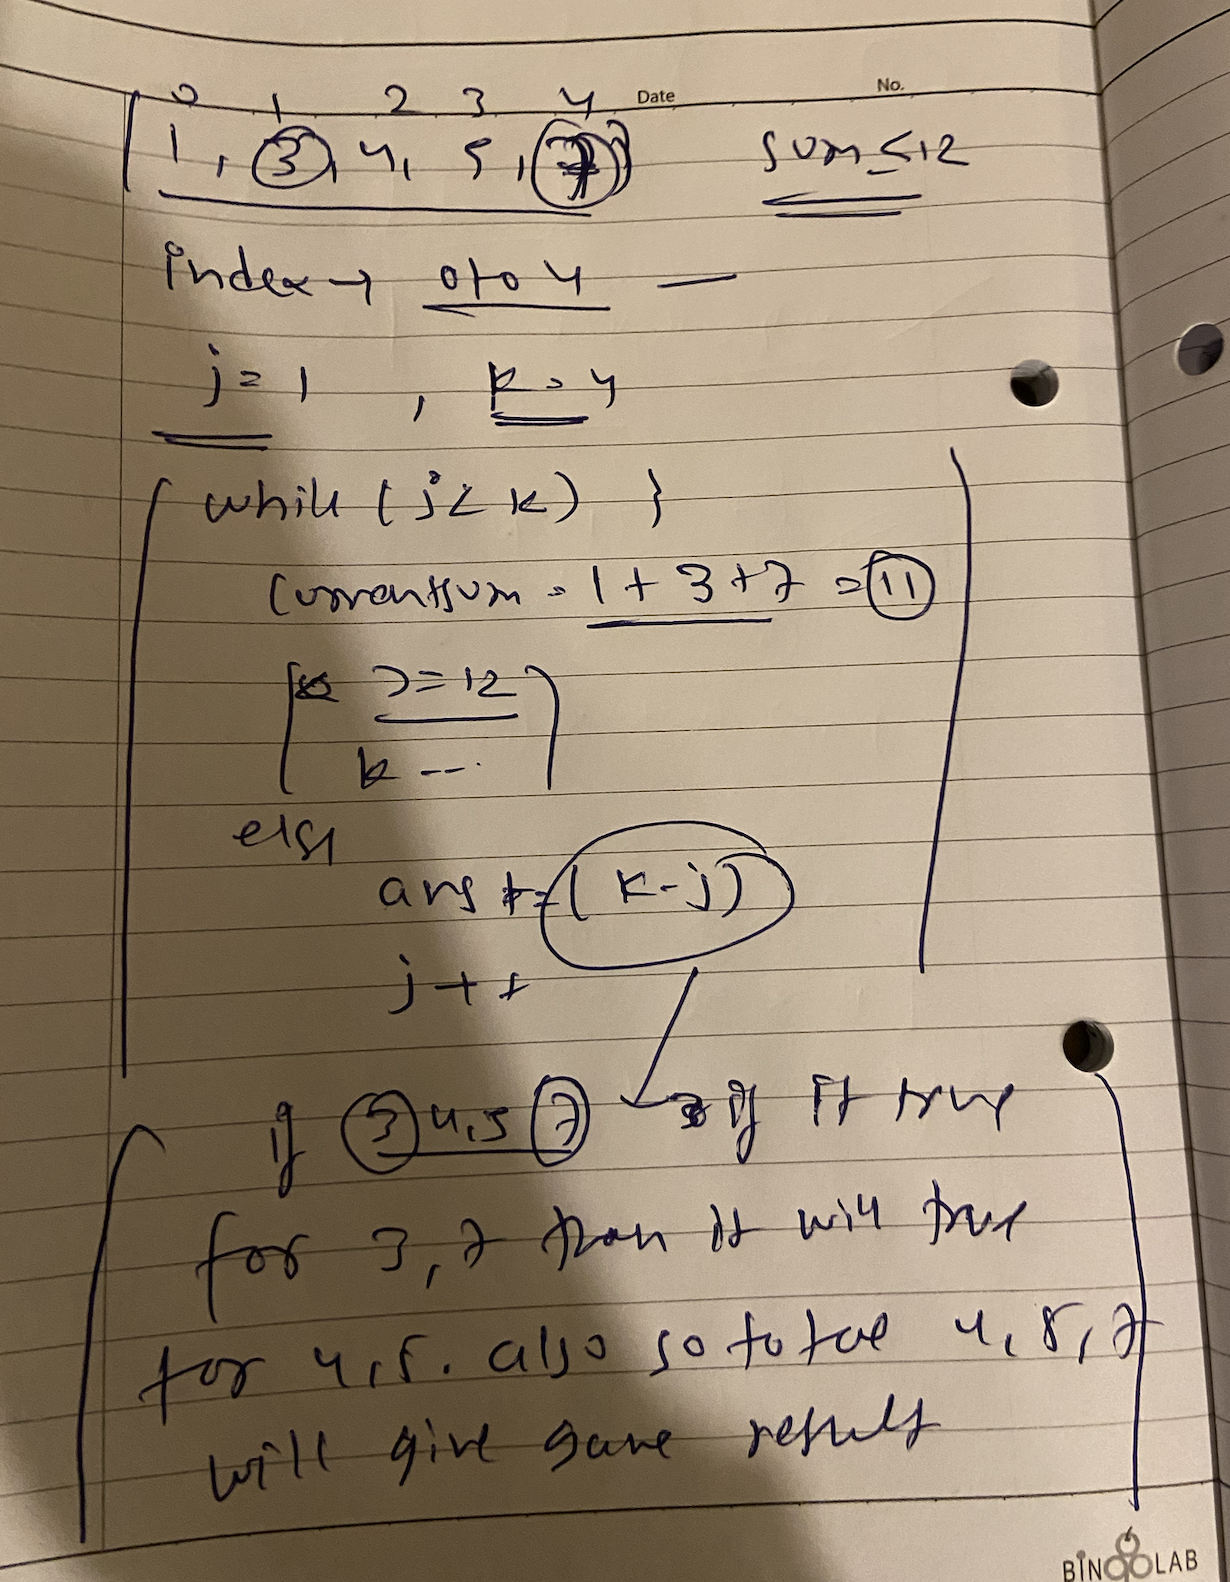 0 1 2 3 4 Date No.
1, 3, 4, 5, 7 sum ≤ 12
index → 0 to 4 —
j = 1 , k = 4
while ( j < k ) }
Currentsum = 1 + 3 + 7 = 11
>= 12
k --
else
ans += ( k - j )
j ++
if 3 4,5 7 if it true
for 3, 7 than it will true
for 4,5. also so total 4, 5, 7
will give same result
BINGOLAB